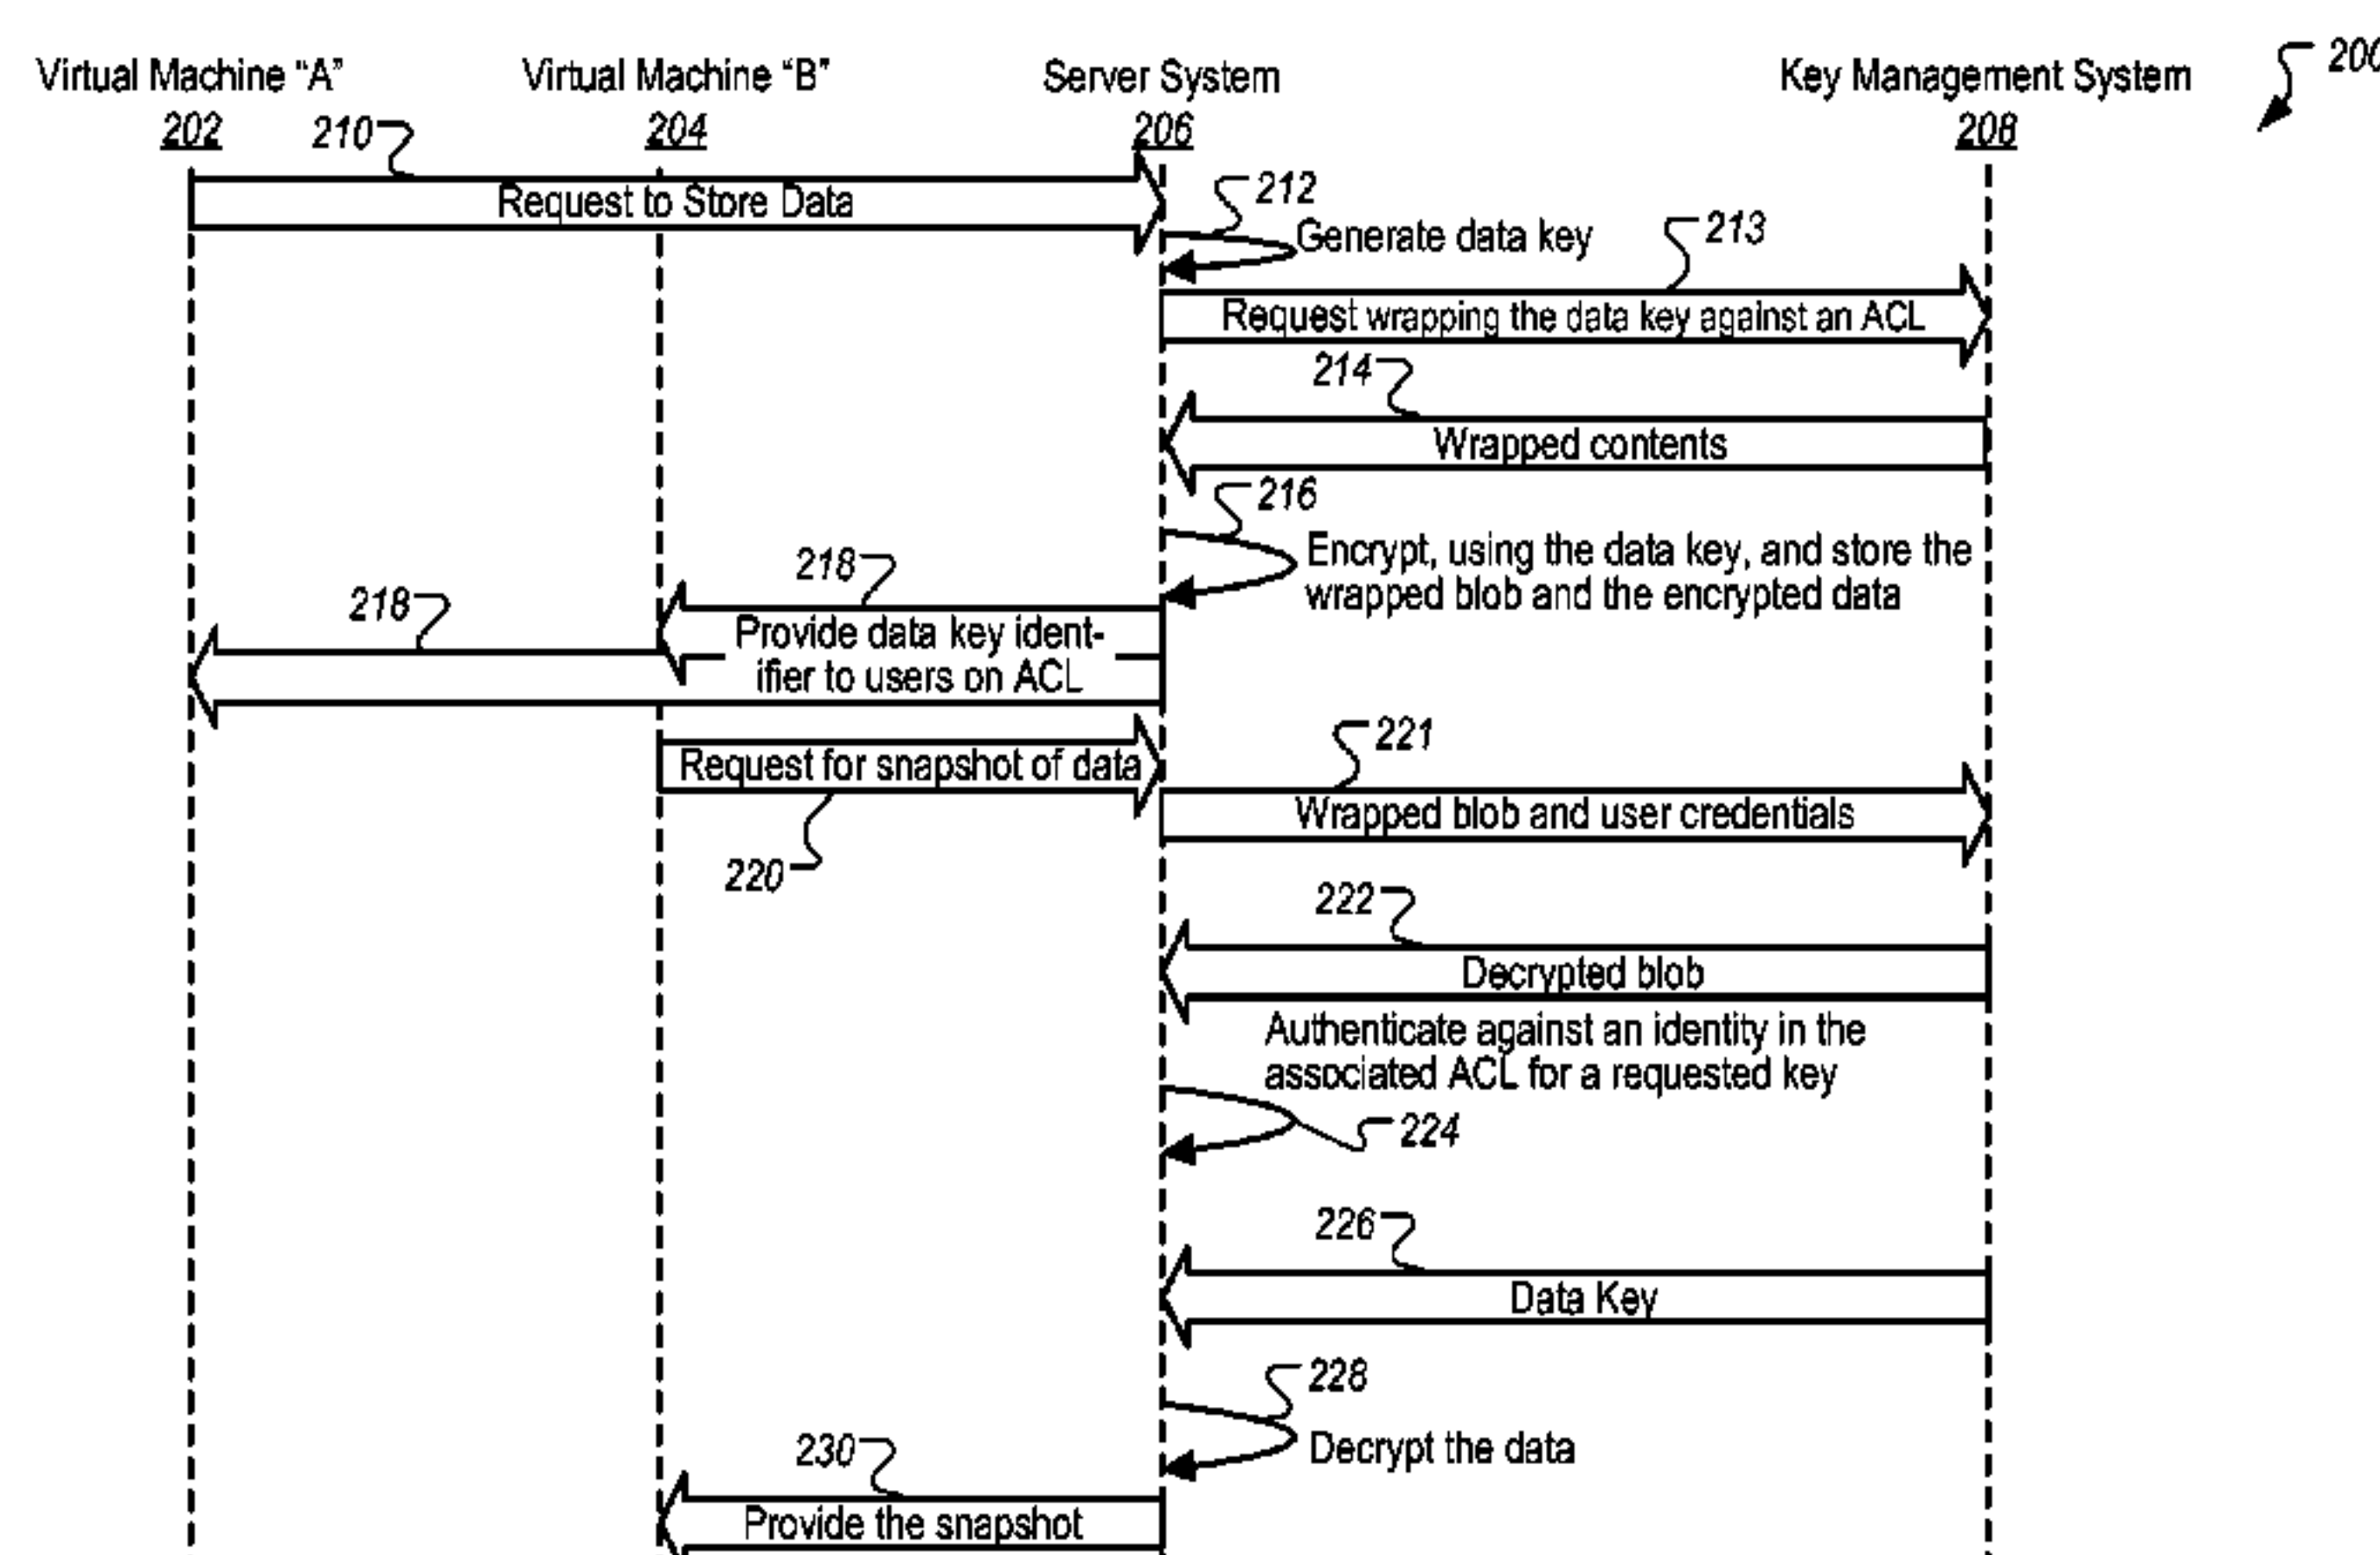 Virtual Machine “A” Virtual Machine “B” Server System Key Management System 200
202 210 204 206 208
Request to Store Data
212
Generate data key
213
Request wrapping the data key against an ACL
214
Wrapped contents
216
Encrypt, using the data key, and store the
wrapped blob and the encrypted data
218
218
Provide data key ident-
ifier to users on ACL
Request for snapshot of data
220
221
Wrapped blob and user credentials
222
Decrypted blob
Authenticate against an identity in the
associated ACL for a requested key
224
226
Data Key
228
Decrypt the data
230
Provide the snapshot